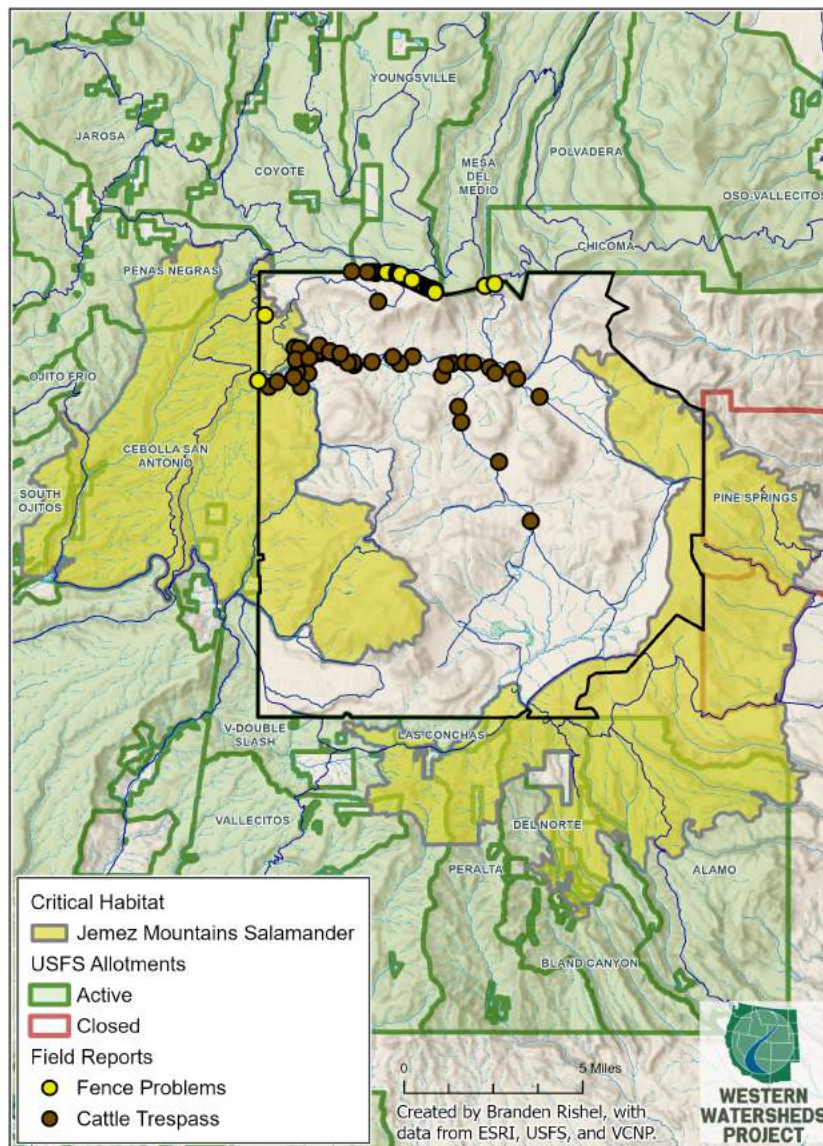 YOUNGSVILLE
JAROSA
COYOTE
MESA
DEL
MEDIO
POLVADERA
OSO-VALLECITOS
CHICOMA
PENAS NEGRAS
OJITO FRIO
CEBOLLA SAN
ANTONIO
SOUTH
OJITOS
PINE SPRINGS
V-DOUBLE
SLASH
LAS CONCHAS
VALLECITOS
DEL NORTE
PERALTA
ALAMO
BLAND CANYON
Critical Habitat
Jemez Mountains Salamander
USFS Allotments
Active
Closed
Field Reports
Fence Problems
Cattle Trespass
0 5 Miles
Created by Branden Rishel, with
data from ESRI, USFS, and VCNP.
WESTERN
WATERSHEDS
PROJECT